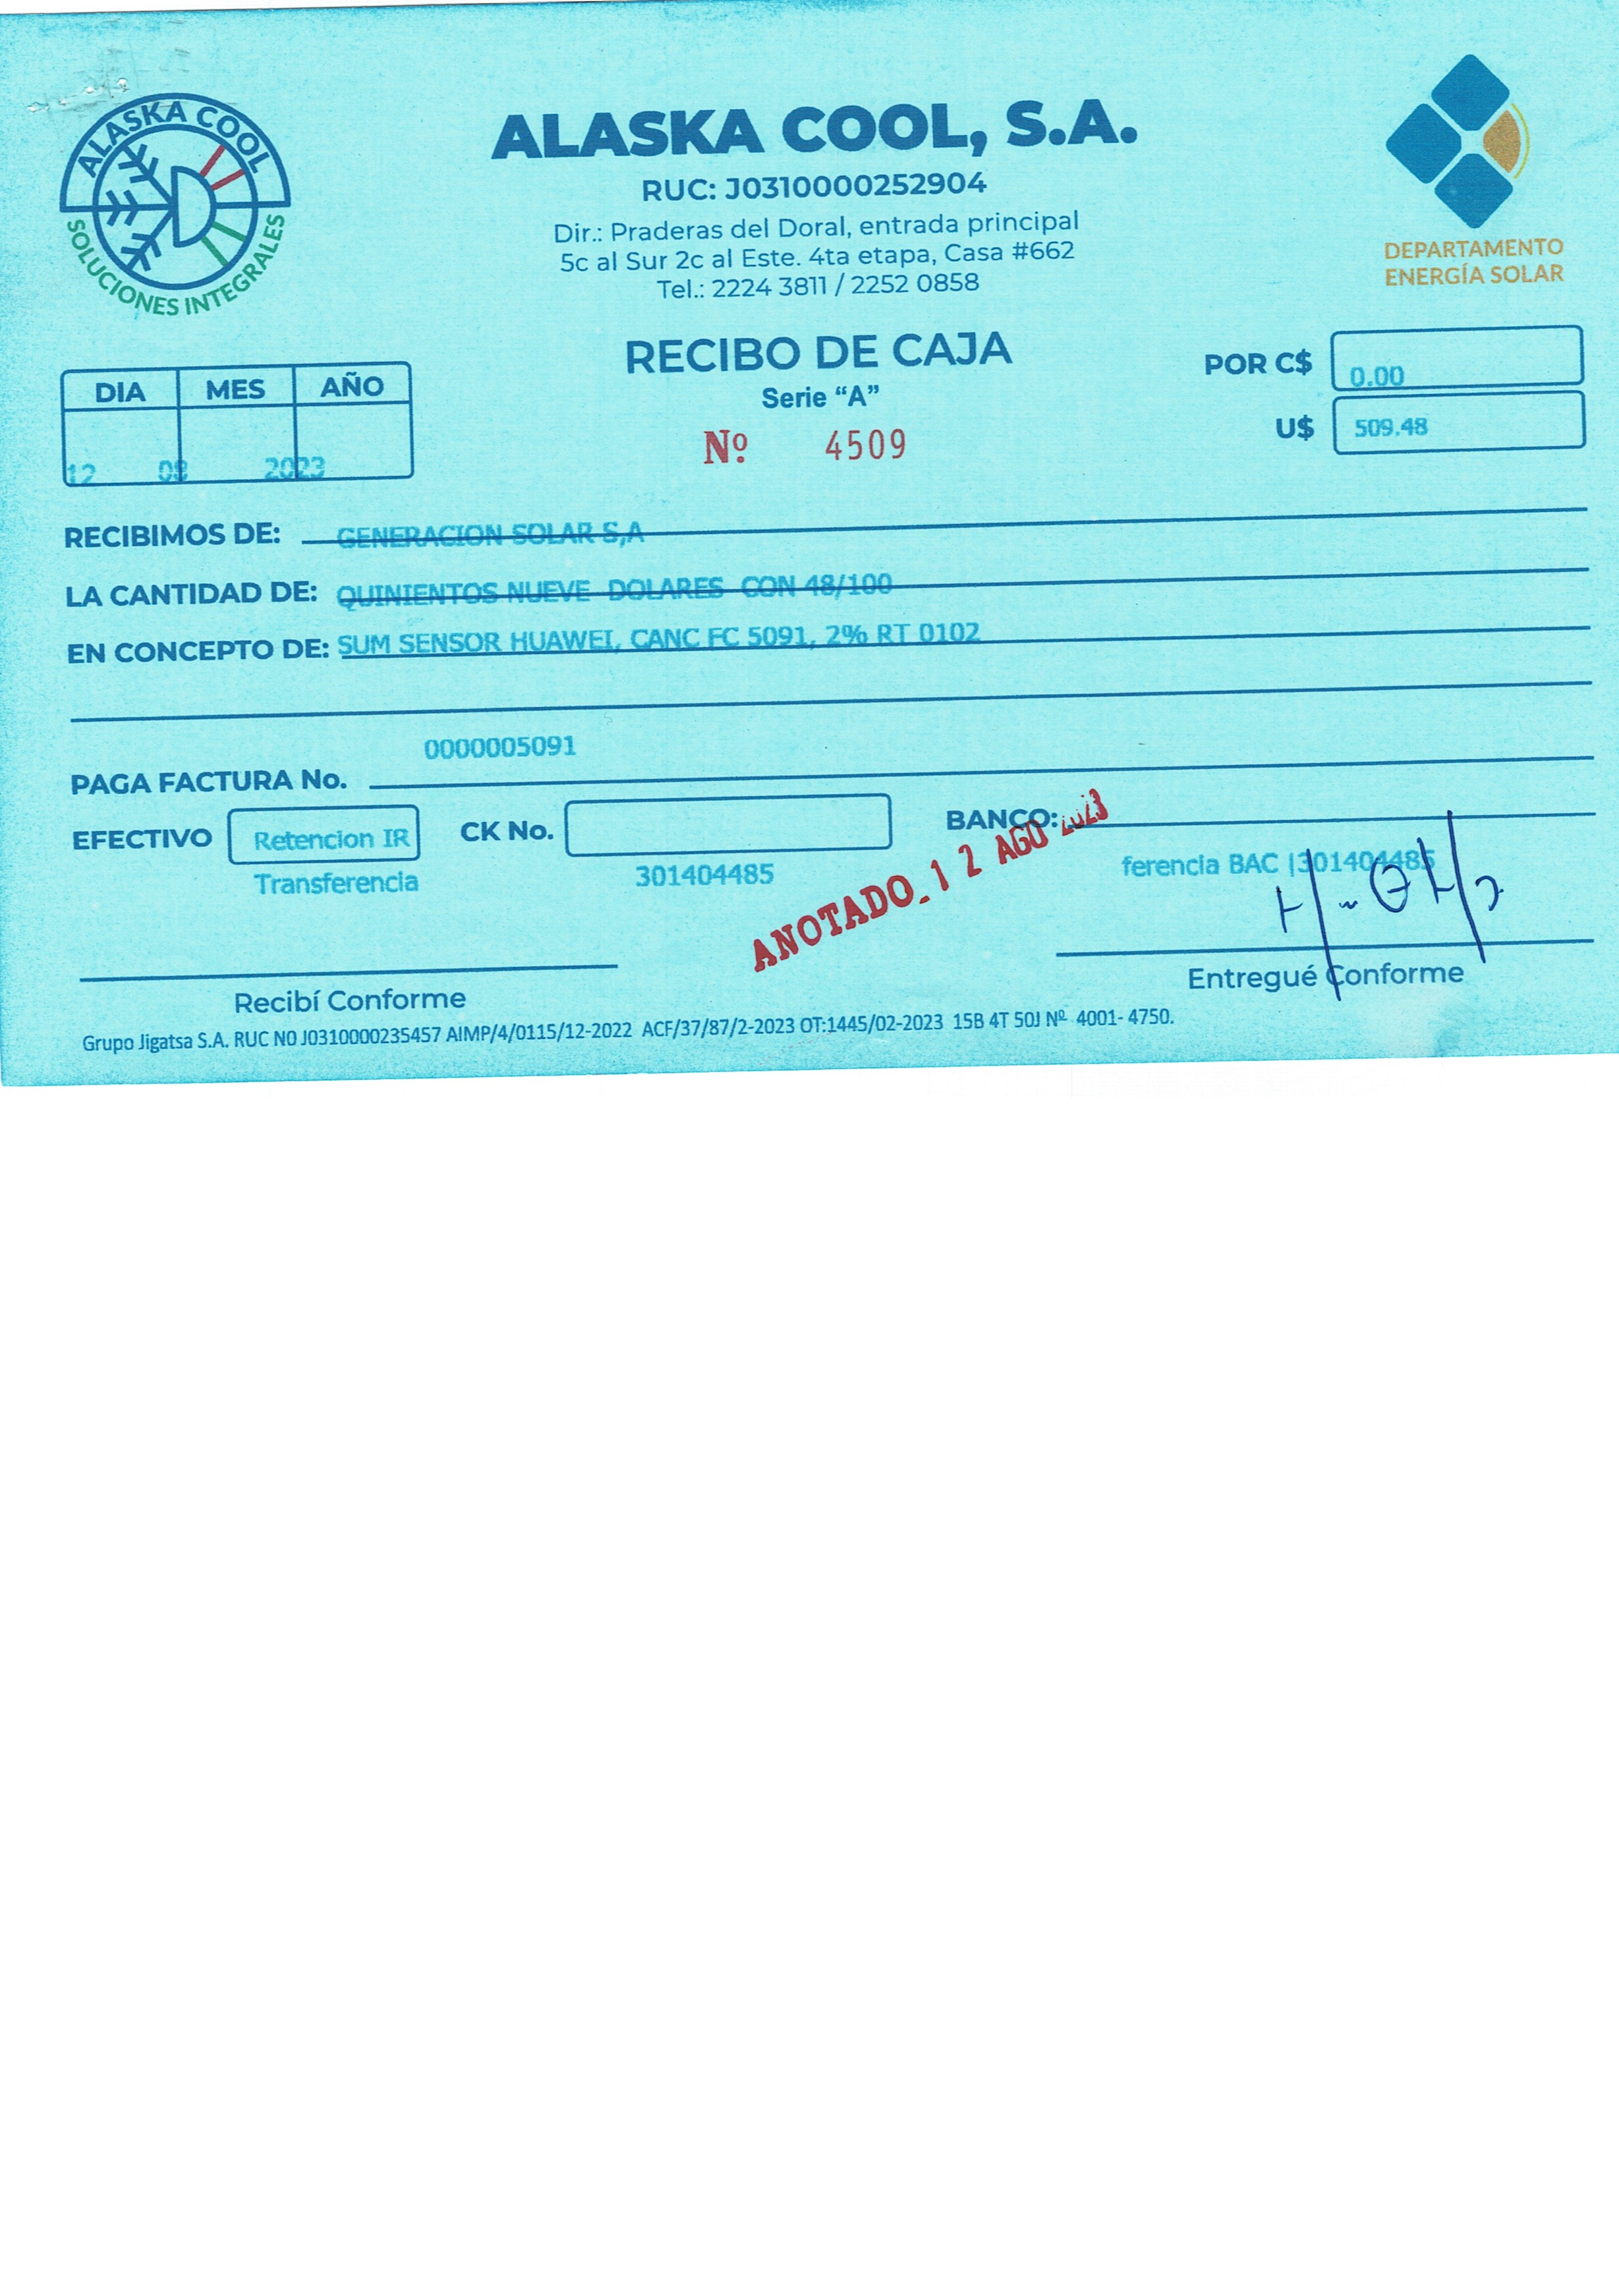 ALASKA COOL
SOLUCIONES INTEGRALES
ALASKA COOL, S.A.
RUC: J0310000252904
Dir.: Praderas del Doral, entrada principal
5c al Sur 2c al Este. 4ta etapa, Casa #662
Tel.: 2224 3811 / 2252 0858
DEPARTAMENTO
ENERGÍA SOLAR
RECIBO DE CAJA
Serie “A”
Nº 4509
DIA MES AÑO
12 08 2023
POR C$ 0.00
U$ 509.48
RECIBIMOS DE: GENERACION SOLAR S,A
LA CANTIDAD DE: QUINIENTOS NUEVE DOLARES CON 48/100
EN CONCEPTO DE: SUM SENSOR HUAWEI, CANC FC 5091, 2% RT 0102
0000005091
PAGA FACTURA No.
EFECTIVO Retencion IR CK No. BANCO:
Transferencia 301404485 ferencia BAC |301404485
ANOTADO 12 AGO 2023
Recibí Conforme
Entregué Conforme
Grupo Jigatsa S.A. RUC N0 J0310000235457 AIMP/4/0115/12-2022 ACF/37/87/2-2023 OT:1445/02-2023 15B 4T 50J Nº 4001- 4750.